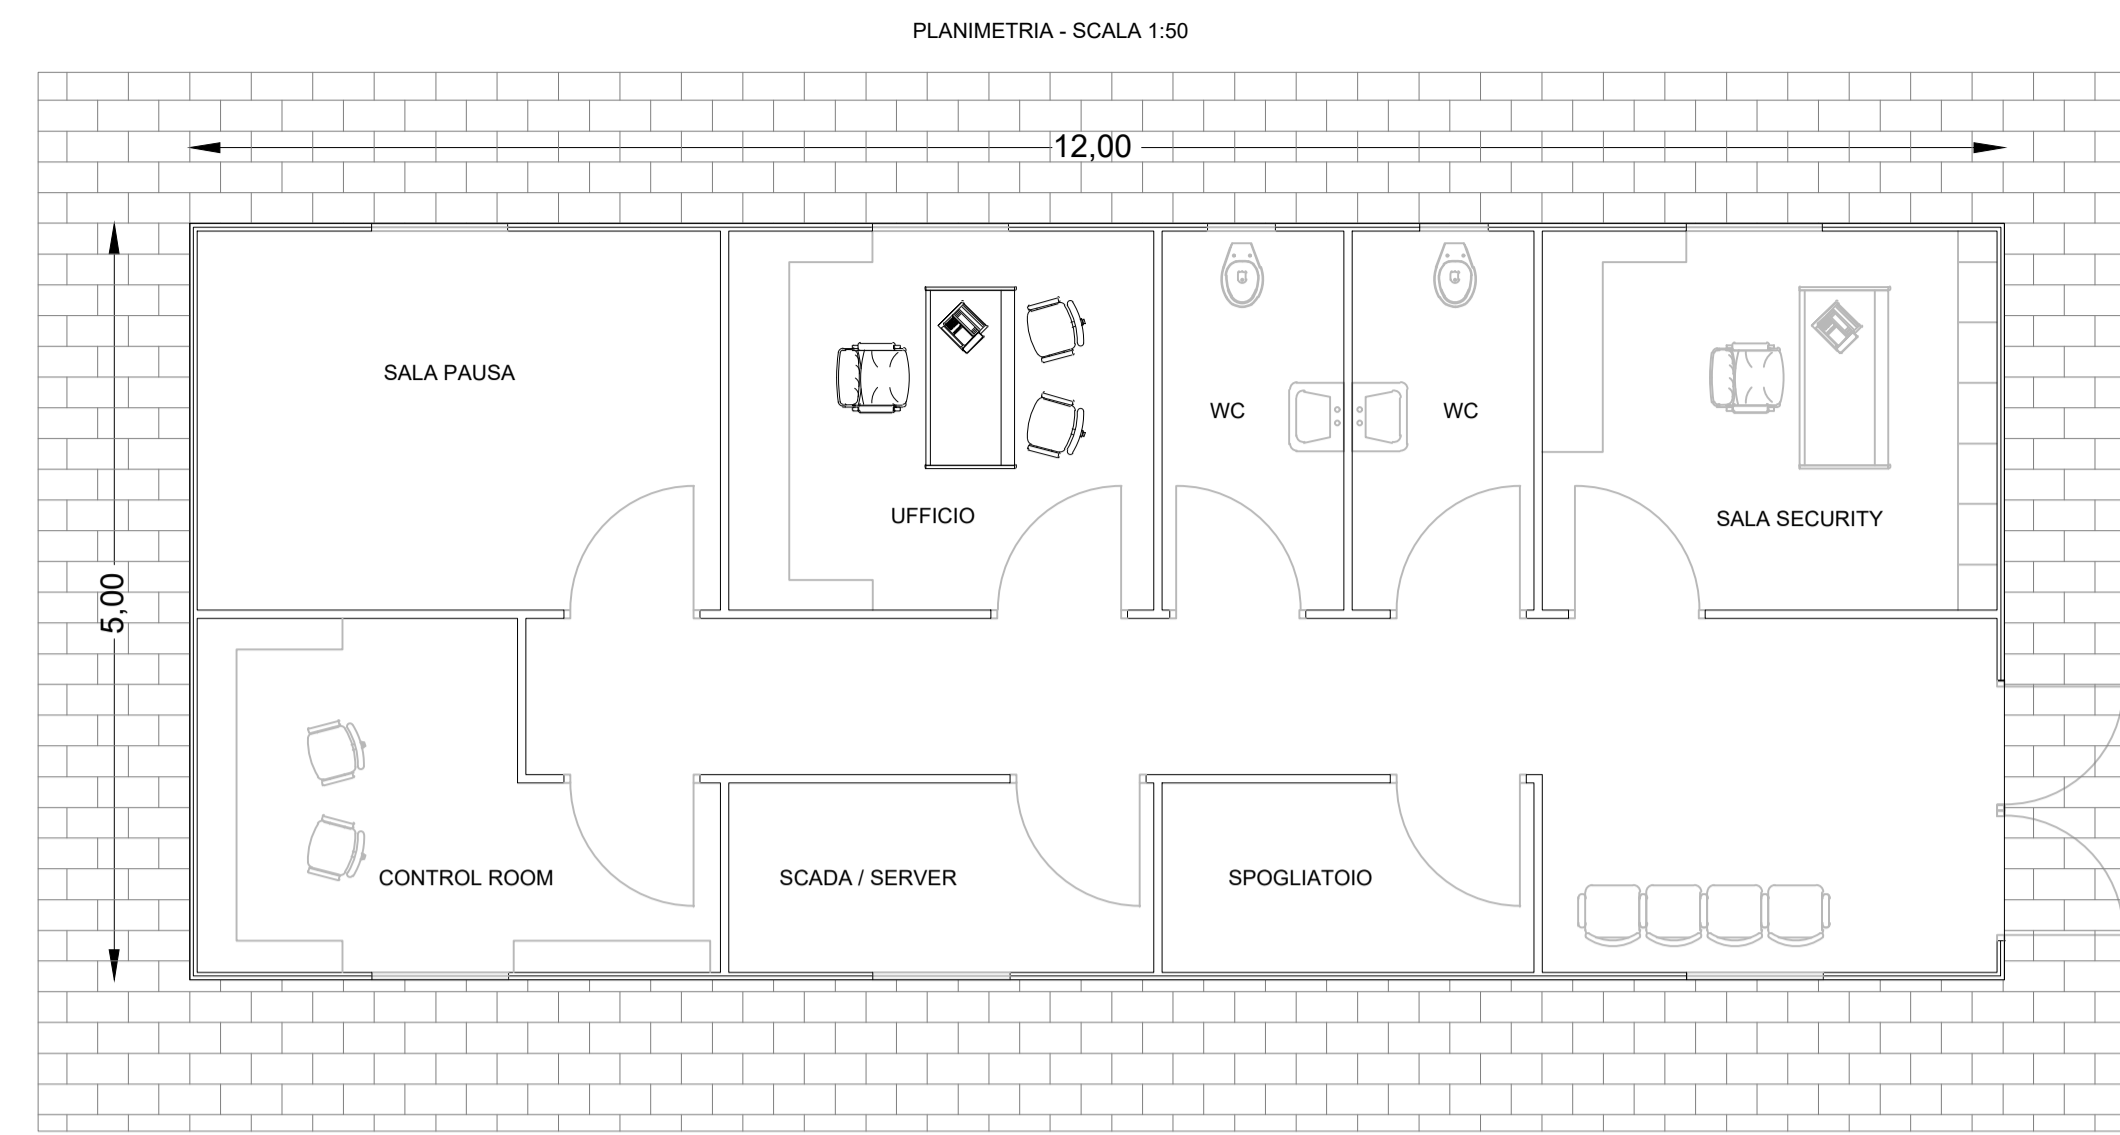 PLANIMETRIA - SCALA 1:50
12,00
5,00
SALA PAUSA
UFFICIO
WC
WC
SALA SECURITY
CONTROL ROOM
SCADA / SERVER
SPOGLIATOIO